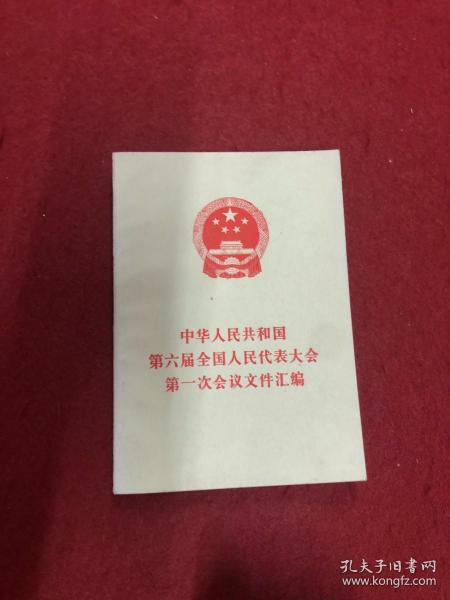 中华人民共和国
第六届全国人民代表大会
第一次会议文件汇编
孔夫子旧书网
www.kongfz.com